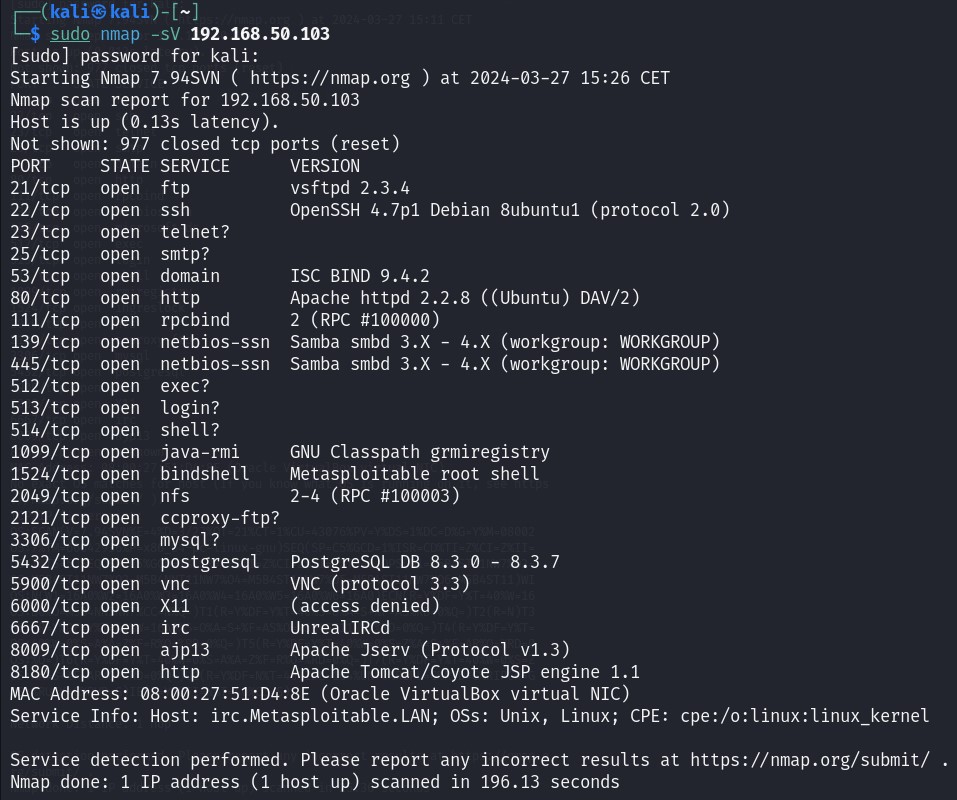 ┌──(kali㉿kali)-[~]
└─$ sudo nmap -sV 192.168.50.103
[sudo] password for kali:
Starting Nmap 7.94SVN ( https://nmap.org ) at 2024-03-27 15:26 CET
Nmap scan report for 192.168.50.103
Host is up (0.13s latency).
Not shown: 977 closed tcp ports (reset)
PORT     STATE SERVICE      VERSION
21/tcp   open  ftp          vsftpd 2.3.4
22/tcp   open  ssh          OpenSSH 4.7p1 Debian 8ubuntu1 (protocol 2.0)
23/tcp   open  telnet?
25/tcp   open  smtp?
53/tcp   open  domain       ISC BIND 9.4.2
80/tcp   open  http         Apache httpd 2.2.8 ((Ubuntu) DAV/2)
111/tcp  open  rpcbind      2 (RPC #100000)
139/tcp  open  netbios-ssn  Samba smbd 3.X - 4.X (workgroup: WORKGROUP)
445/tcp  open  netbios-ssn  Samba smbd 3.X - 4.X (workgroup: WORKGROUP)
512/tcp  open  exec?
513/tcp  open  login?
514/tcp  open  shell?
1099/tcp open  java-rmi     GNU Classpath grmiregistry
1524/tcp open  bindshell    Metasploitable root shell
2049/tcp open  nfs          2-4 (RPC #100003)
2121/tcp open  ccproxy-ftp?
3306/tcp open  mysql?
5432/tcp open  postgresql   PostgreSQL DB 8.3.0 - 8.3.7
5900/tcp open  vnc          VNC (protocol 3.3)
6000/tcp open  X11          (access denied)
6667/tcp open  irc          UnrealIRCd
8009/tcp open  ajp13        Apache Jserv (Protocol v1.3)
8180/tcp open  http         Apache Tomcat/Coyote JSP engine 1.1
MAC Address: 08:00:27:51:D4:8E (Oracle VirtualBox virtual NIC)
Service Info: Host: irc.Metasploitable.LAN; OSs: Unix, Linux; CPE: cpe:/o:linux:linux_kernel

Service detection performed. Please report any incorrect results at https://nmap.org/submit/ .
Nmap done: 1 IP address (1 host up) scanned in 196.13 seconds